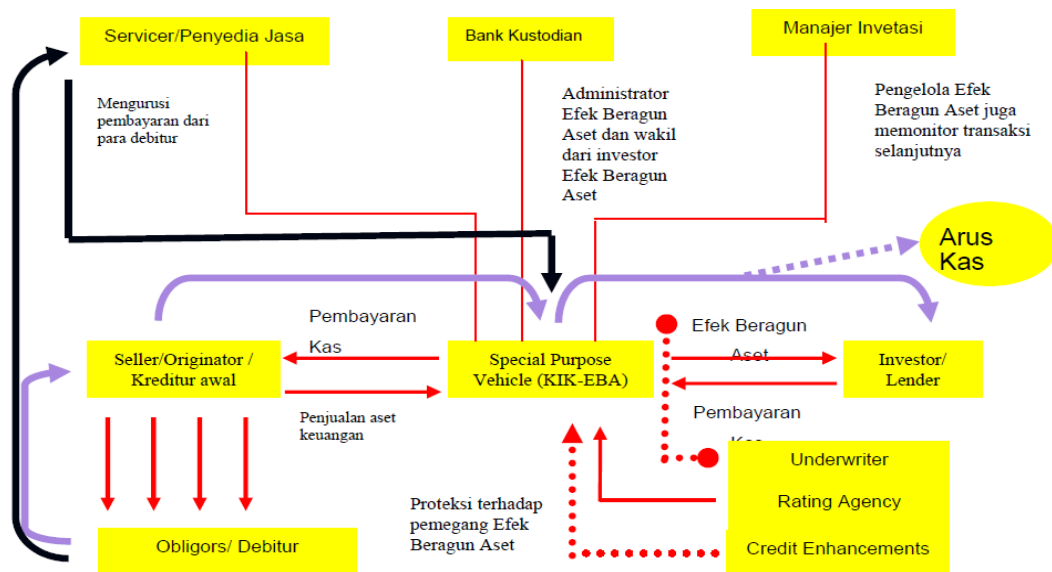 Servicer/Penyedia Jasa
Bank Kustodian
Manajer Invetasi
Mengurusi
pembayaran dari
para debitur
Administrator
Efek Beragun
Aset dan wakil
dari investor
Efek Beragun
Aset
Pengelola Efek
Beragun Aset juga
memonitor transaksi
selanjutnya
Arus
Kas
Pembayaran
Kas
Efek Beragun
Aset
Seller/Originator /
Kreditur awal
Special Purpose
Vehicle (KIK-EBA)
Investor/
Lender
Penjualan aset
keuangan
Pembayaran
Kas
Underwriter
Rating Agency
Credit Enhancements
Proteksi terhadap
pemegang Efek
Beragun Aset
Obligors/ Debitur